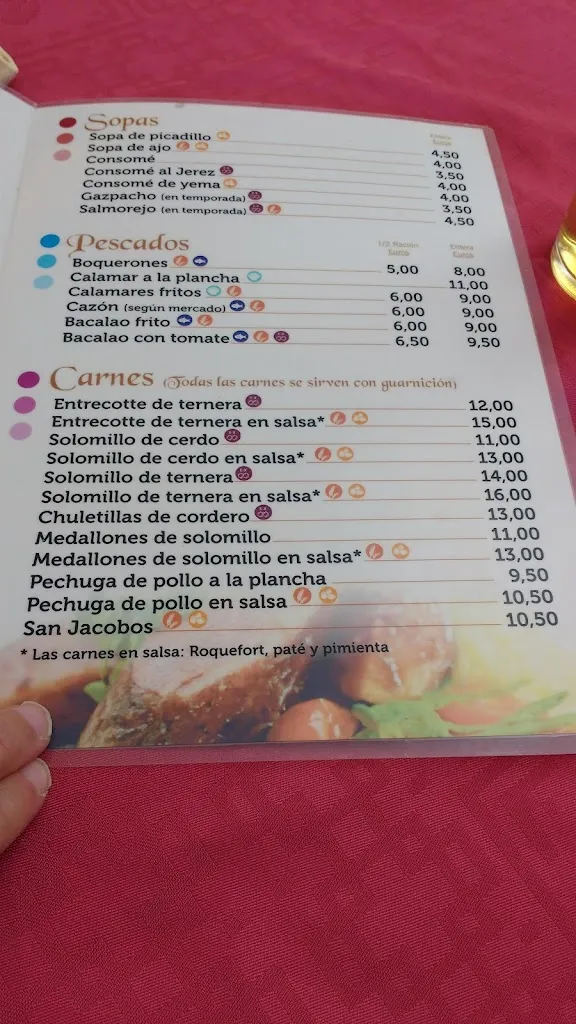 Sopas
Entera
Euros
Sopa de picadillo 4,50
Sopa de ajo 4,00
Consomé 3,50
Consomé al Jerez 4,00
Consomé de yema 4,00
Gazpacho (en temporada) 3,50
Salmorejo (en temporada) 4,50
Pescados
1/2 Ración Entera
Euros Euros
Boquerones 5,00 8,00
Calamar a la plancha 11,00
Calamares fritos 6,00 9,00
Cazón (según mercado) 6,00 9,00
Bacalao frito 6,00 9,00
Bacalao con tomate 6,50 9,50
Carnes (Todas las carnes se sirven con guarnición)
Entrecotte de ternera 12,00
Entrecotte de ternera en salsa* 15,00
Solomillo de cerdo 11,00
Solomillo de cerdo en salsa* 13,00
Solomillo de ternera 14,00
Solomillo de ternera en salsa* 16,00
Chuletillas de cordero 13,00
Medallones de solomillo 11,00
Medallones de solomillo en salsa* 13,00
Pechuga de pollo a la plancha 9,50
Pechuga de pollo en salsa 10,50
San Jacobos 10,50
* Las carnes en salsa: Roquefort, paté y pimienta